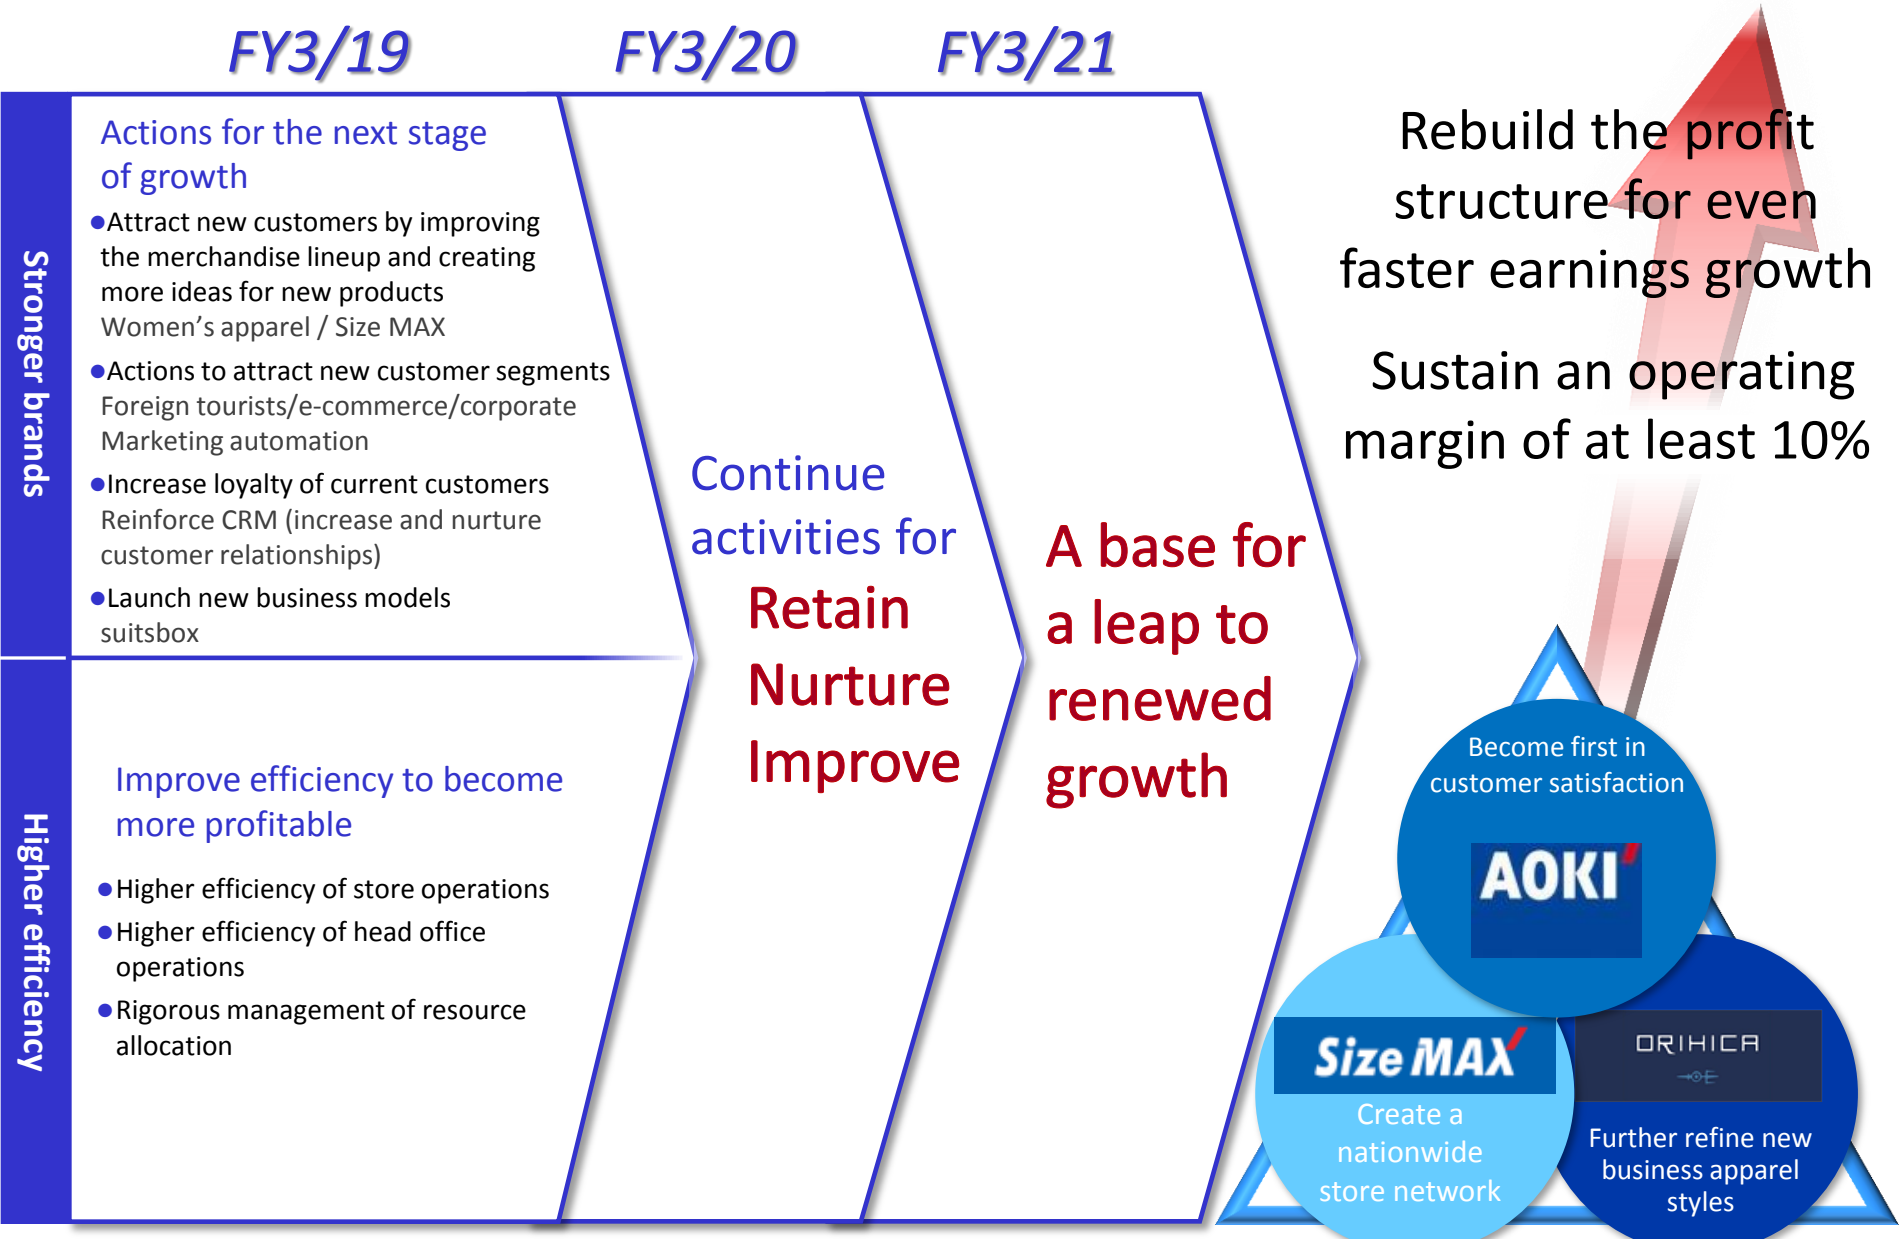 FY3/19
FY3/20
FY3/21
Stronger brands
Actions for the next stage
of growth
●Attract new customers by improving
the merchandise lineup and creating
more ideas for new products
Women’s apparel / Size MAX
●Actions to attract new customer segments
Foreign tourists/e-commerce/corporate
Marketing automation
●Increase loyalty of current customers
Reinforce CRM (increase and nurture
customer relationships)
●Launch new business models
suitsbox
Higher efficiency
Improve efficiency to become
more profitable
●Higher efficiency of store operations
●Higher efficiency of head office
operations
●Rigorous management of resource
allocation
Continue
activities for
Retain
Nurture
Improve
A base for
a leap to
renewed
growth
Rebuild the profit
structure for even
faster earnings growth
Sustain an operating
margin of at least 10%
Become first in
customer satisfaction
AOKI
Size MAX
Create a
nationwide
store network
ORIHICA
Further refine new
business apparel
styles